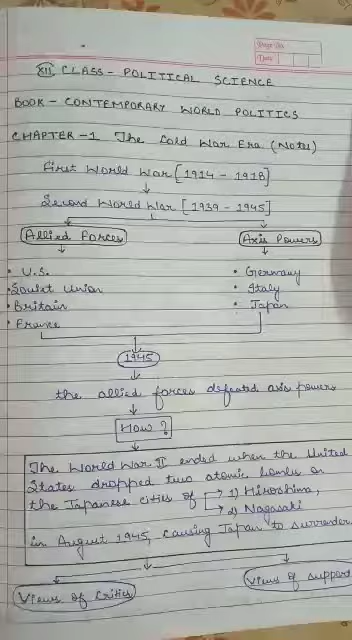 Page No.
Date
XII CLASS - POLITICAL SCIENCE
BOOK - CONTEMPORARY WORLD POLITICS
CHAPTER - 1 The Cold War Era (Notes)
First World War [1914 - 1918]
Second World War [1939 - 1945]
Allied Forces
Axis Powers
• U.S.
• Soviet Union
• Britain
• France
• Germany
• Italy
• Japan
1945
the allied forces defeated axis powers
How ?
The World War II ended when the United
States dropped two atomic bombs on
the Japanese cities of → 1) Hiroshima,
→ 2) Nagasaki
in August 1945, causing Japan to surrender
Views of Critics
Views of support